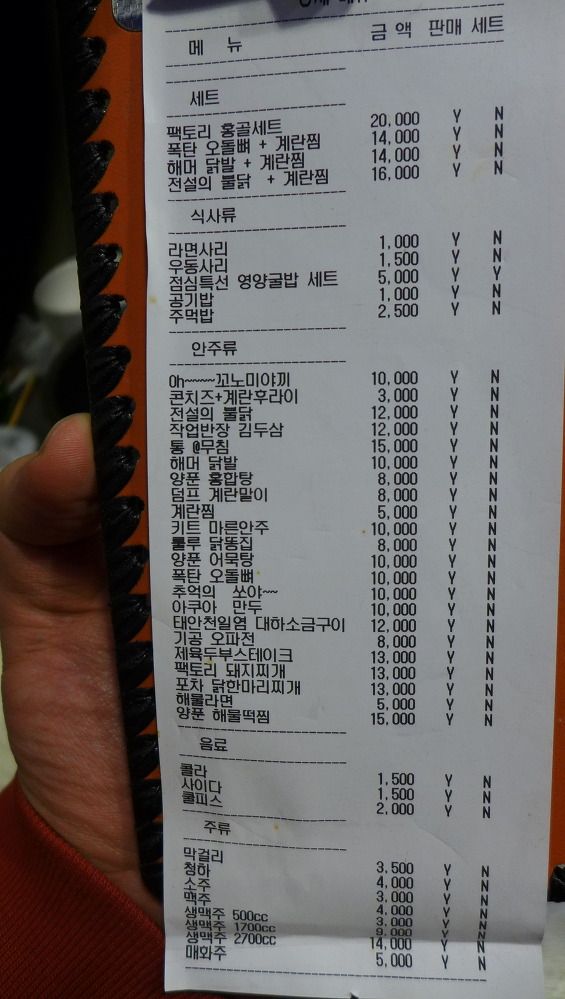 메 뉴 금 액 판매 세트
세트
팩토리 홍골세트 20,000 Y N
폭탄 오돌뼈 + 계란찜 14,000 Y N
해머 닭발 + 계란찜 14,000 Y N
전설의 불닭 + 계란찜 16,000 Y N
식사류
라면사리 1,000 Y N
우동사리 1,500 Y N
점심특선 영양굴밥 세트 5,000 Y Y
공기밥 1,000 Y N
주먹밥 2,500 Y N
안주류
Oh~~~~꼬노미야끼 10,000 Y N
콘치즈+계란후라이 3,000 Y N
전설의 불닭 12,000 Y N
작업반장 김두삼 12,000 Y N
통 @무침 15,000 Y N
해머 닭발 10,000 Y N
양푼 홍합탕 8,000 Y N
덤프 계란말이 8,000 Y N
계란찜 5,000 Y N
키트 마른안주 10,000 Y N
룰루 닭똥집 8,000 Y N
양푼 어묵탕 10,000 Y N
폭탄 오돌뼈 10,000 Y N
추억의 쏘야~~ 10,000 Y N
아쿠아 만두 10,000 Y N
태안천일염 대하소금구이 12,000 Y N
기공 오파전 8,000 Y N
제육두부스테이크 13,000 Y N
팩토리 돼지찌개 13,000 Y N
포차 닭한마리찌개 13,000 Y N
해물라면 5,000 Y N
양푼 해물떡찜 15,000 Y N
음료
콜라 1,500 Y N
사이다 1,500 Y N
쿨피스 2,000 Y N
주류
막걸리 3,500 Y N
청하 4,000 Y N
소주 3,000 Y N
맥주 4,000 Y N
생맥주 500cc 3,000 Y N
생맥주 1700cc 9,000 Y N
생맥주 2700cc 14,000 Y N
매화주 5,000 Y N